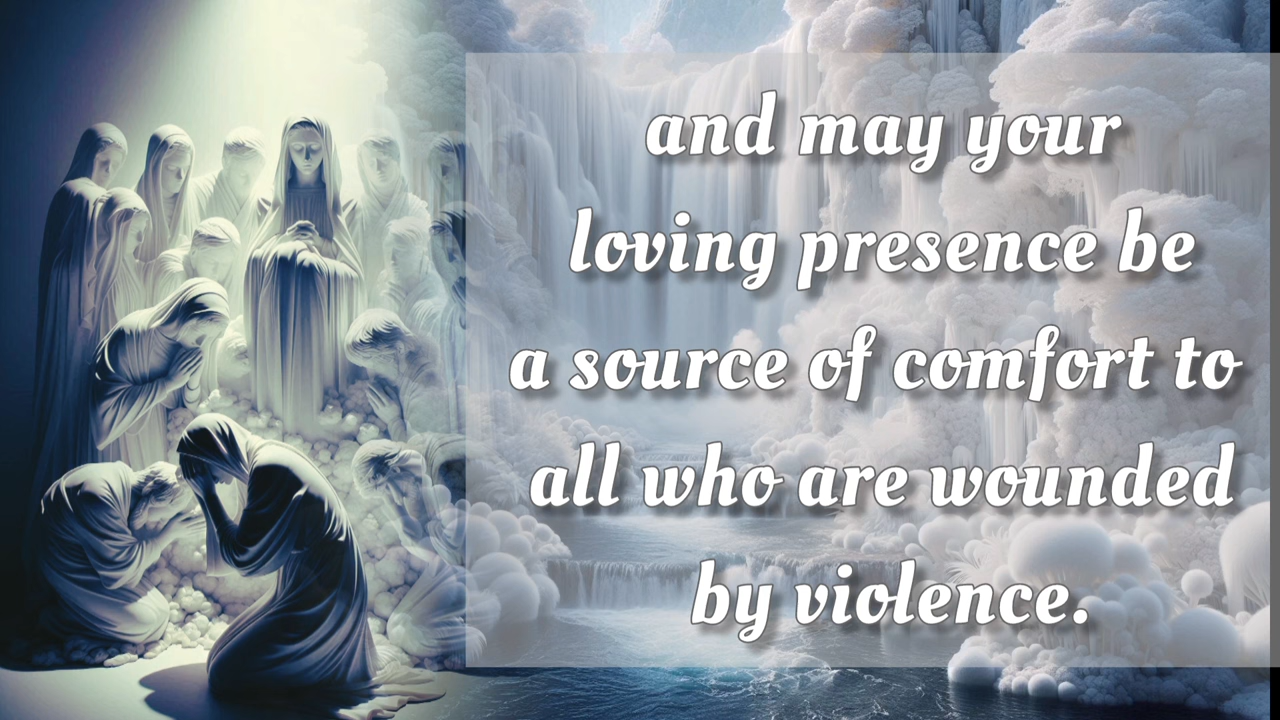 and may your
loving presence be
a source of comfort to
all who are wounded
by violence.